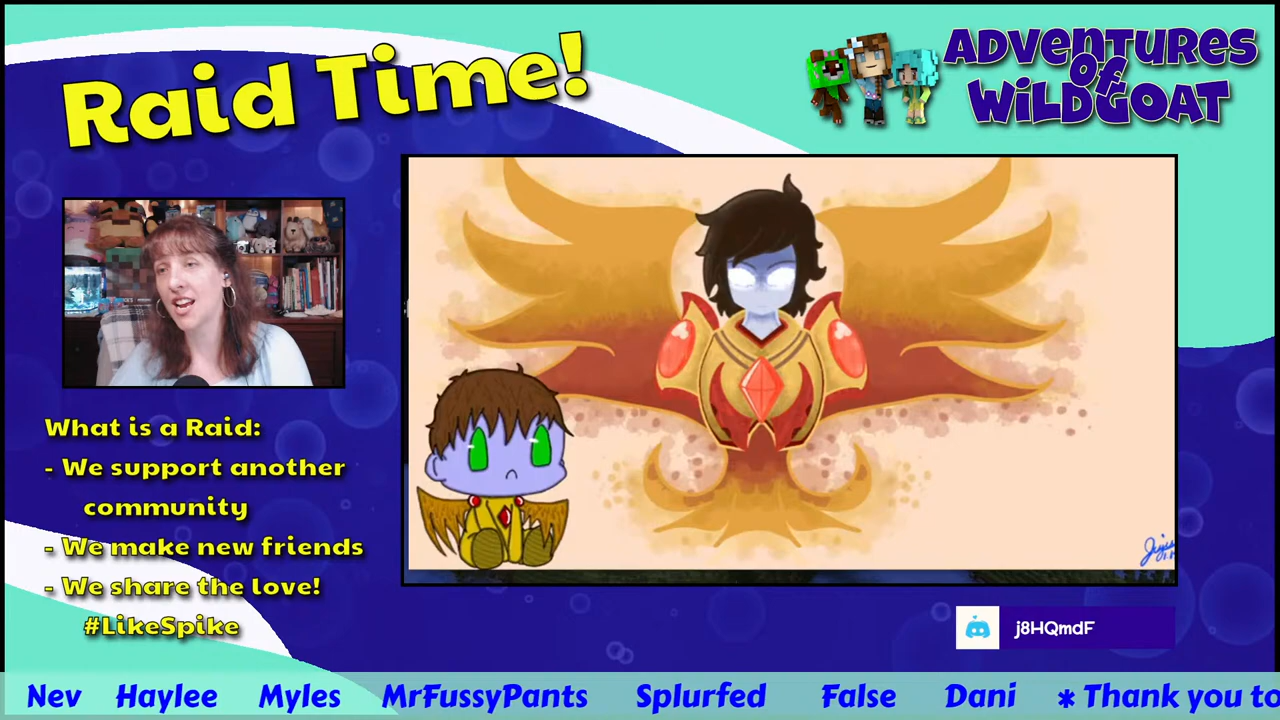 Raid Time!
ADVENTURES
OF
WILDGOAT
What is a Raid:
- We support another
community
- We make new friends
- We share the love!
#LikeSpike
j8HQmdF
Nev Haylee Myles MrFussyPants Splurfed False Dani * Thank you to